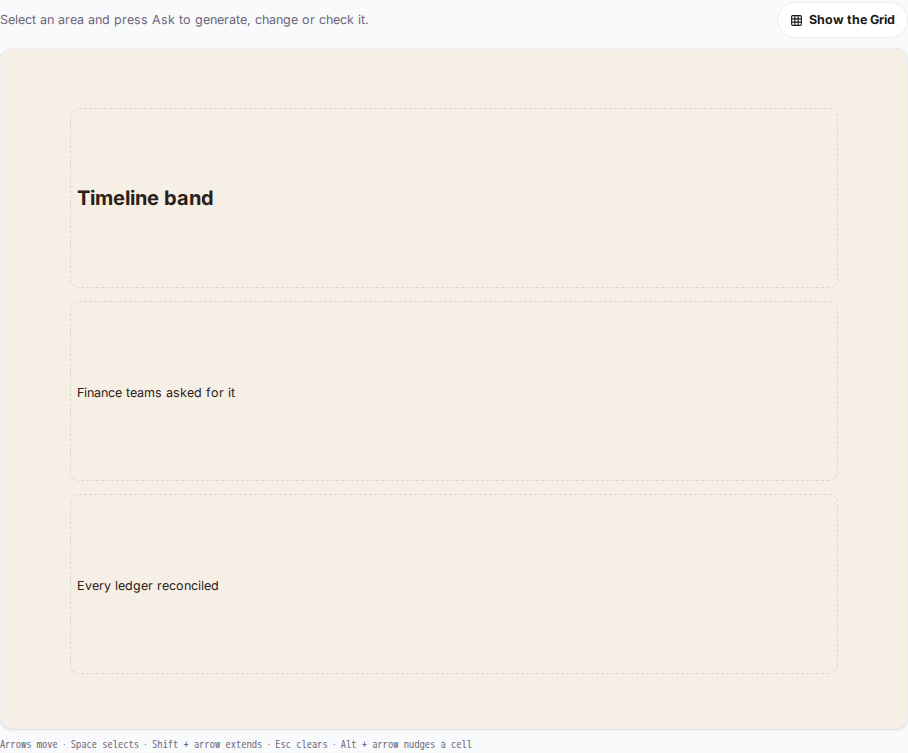 Select an area and press Ask to generate, change or check it.
Show the Grid
Timeline band
Finance teams asked for it
Every ledger reconciled
Arrows move · Space selects · Shift + arrow extends · Esc clears · Alt + arrow nudges a cell